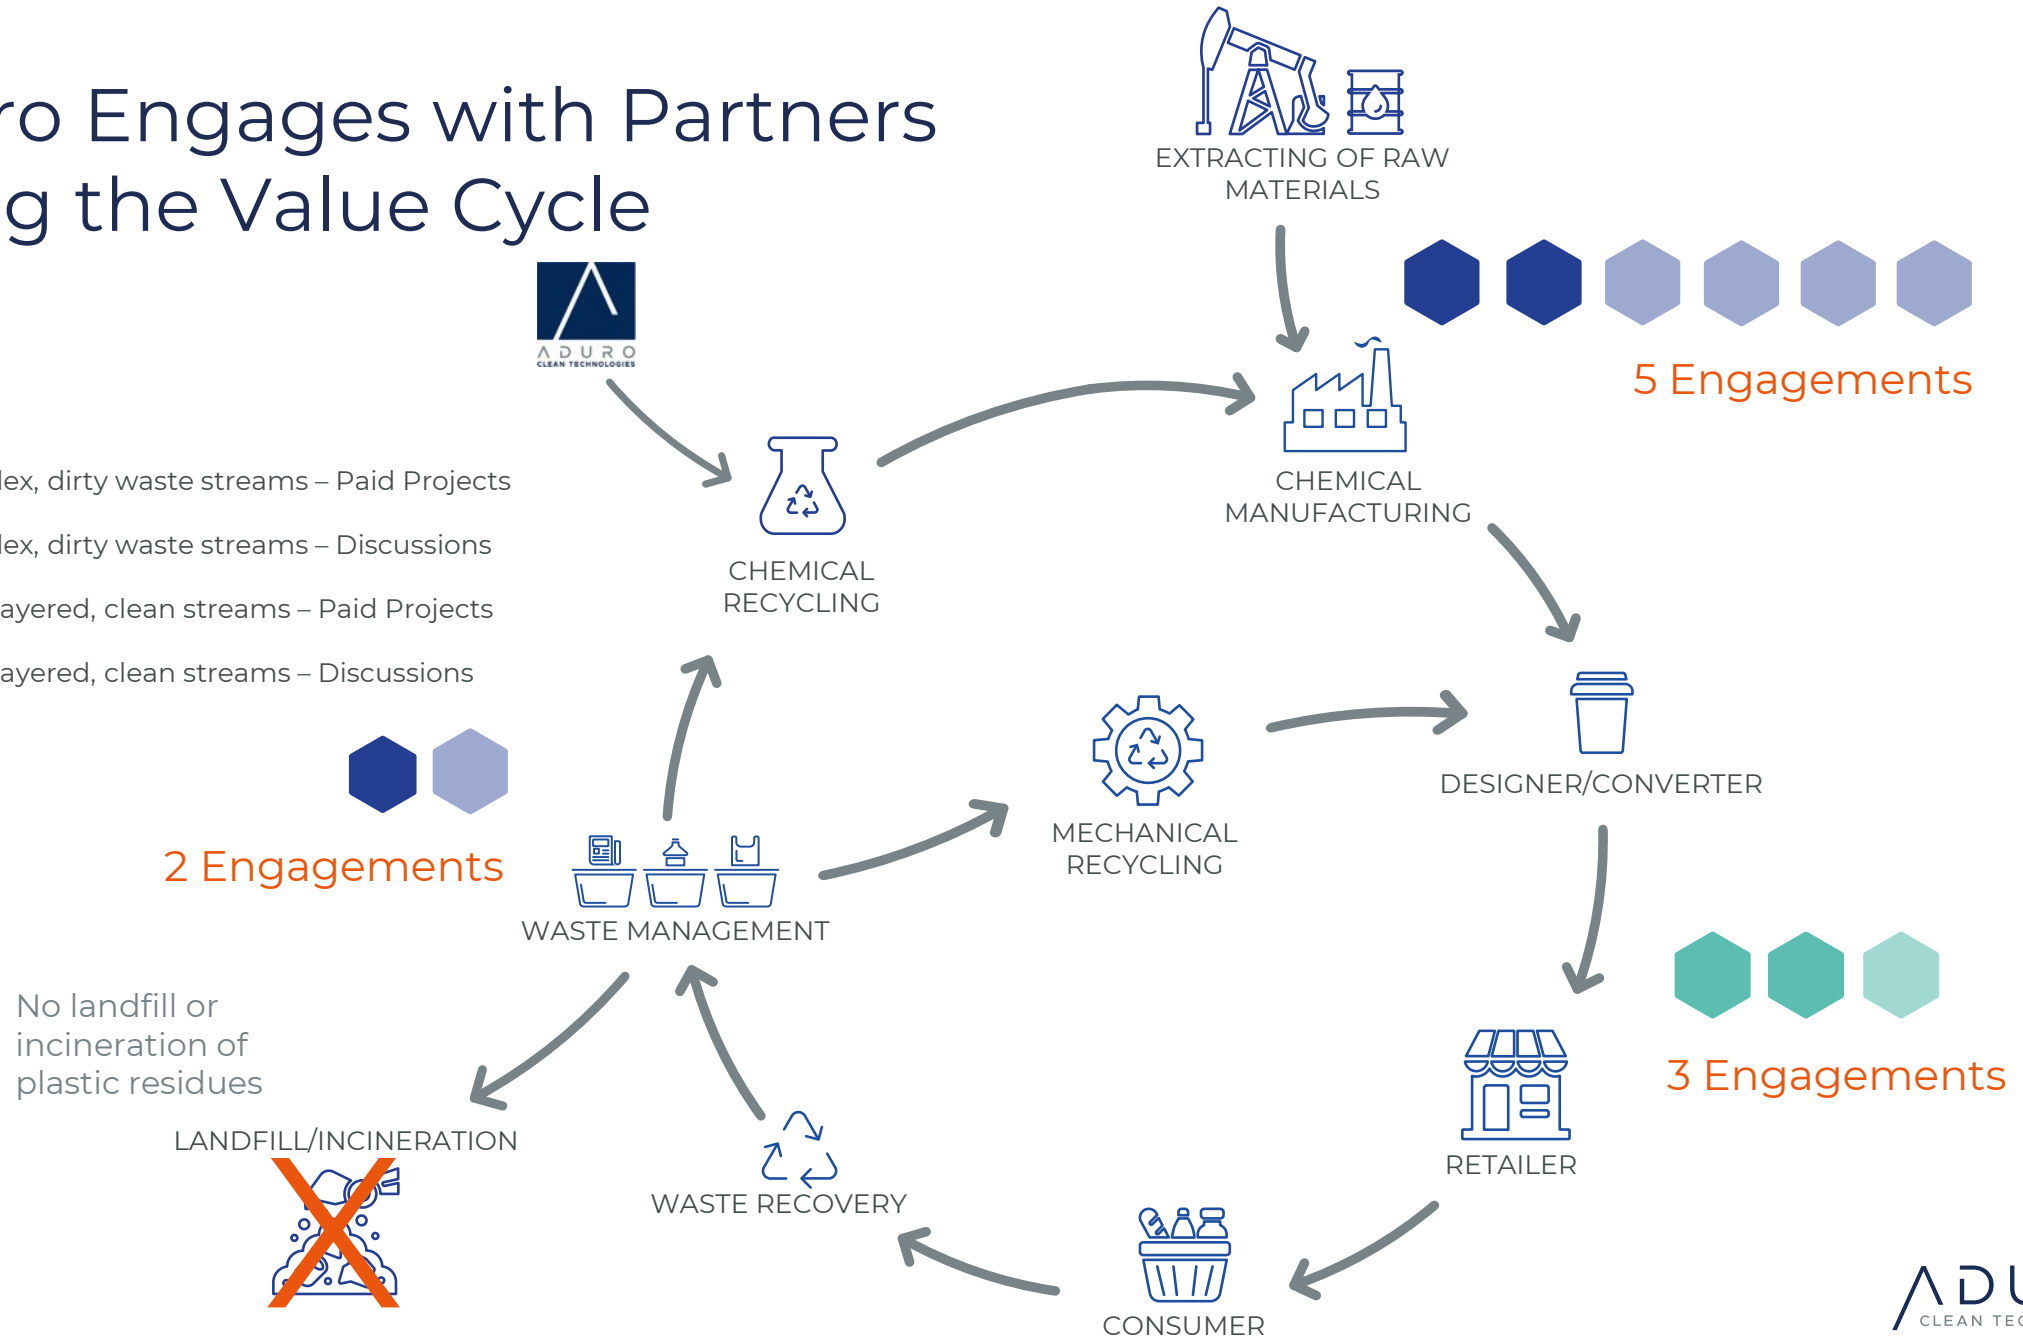 ro Engages with Partners
g the Value Cycle
ADURO
CLEAN TECHNOLOGIES
EXTRACTING OF RAW
MATERIALS
5 Engagements
CHEMICAL
MANUFACTURING
lex, dirty waste streams – Paid Projects
lex, dirty waste streams – Discussions
ayered, clean streams – Paid Projects
ayered, clean streams – Discussions
CHEMICAL
RECYCLING
DESIGNER/CONVERTER
MECHANICAL
RECYCLING
2 Engagements
WASTE MANAGEMENT
No landfill or
incineration of
plastic residues
3 Engagements
LANDFILL/INCINERATION
RETAILER
WASTE RECOVERY
CONSUMER
ADU
CLEAN TEC